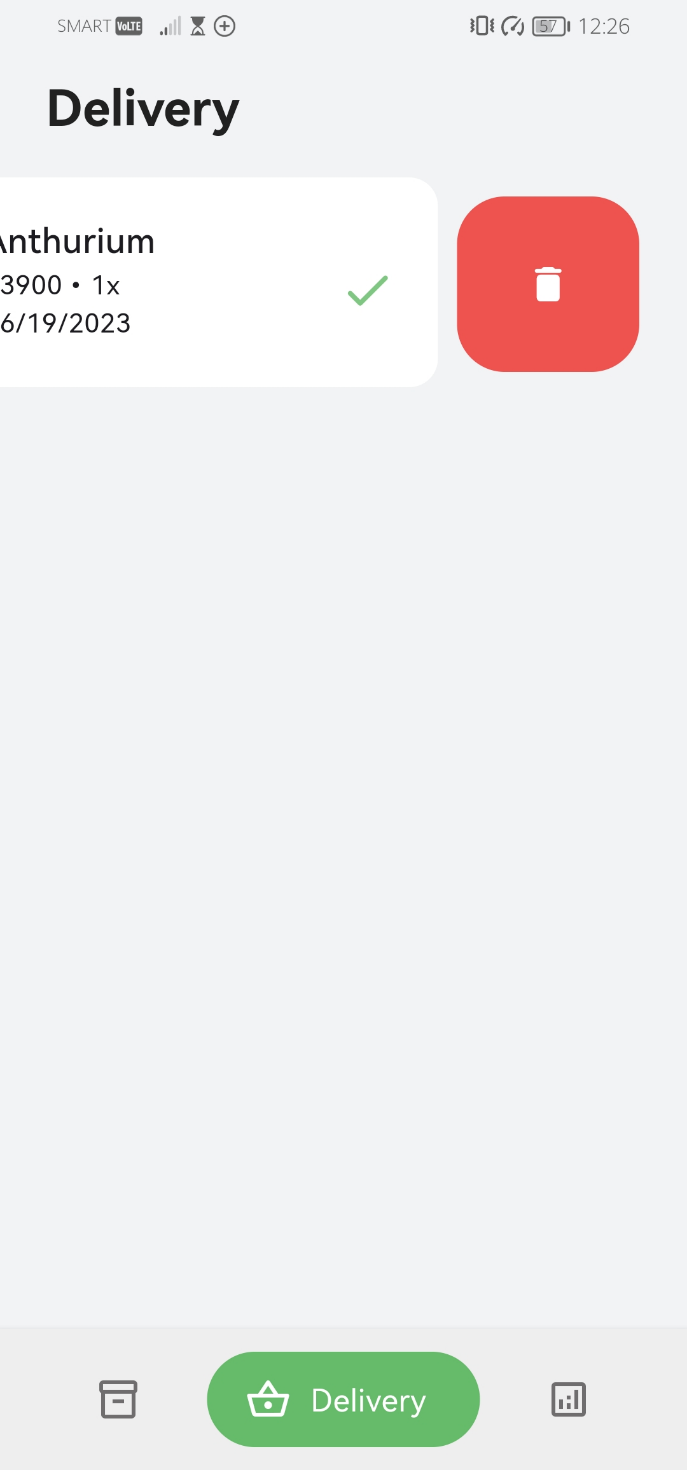 SMART VoLTE 57 12:26
Delivery
Anthurium
3900 • 1x
6/19/2023
Delivery